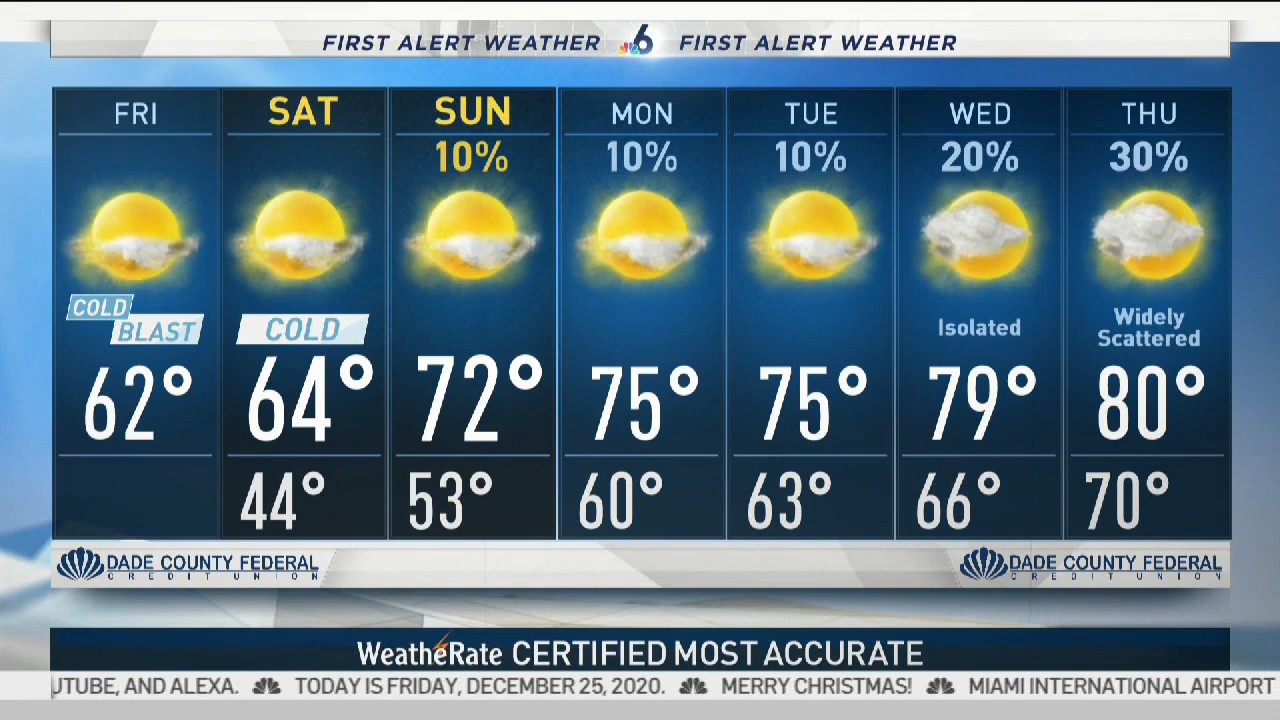 FIRST ALERT WEATHER 6 FIRST ALERT WEATHER
FRI SAT SUN MON TUE WED THU
10% 10% 10% 20% 30%
COLD
BLAST
COLD
Isolated
Widely
Scattered
62° 64° 72° 75° 75° 79° 80°
44° 53° 60° 63° 66° 70°
DADE COUNTY FEDERAL
CREDIT UNION
DADE COUNTY FEDERAL
CREDIT UNION
WeatheRate CERTIFIED MOST ACCURATE
UTUBE, AND ALEXA. TODAY IS FRIDAY, DECEMBER 25, 2020. MERRY CHRISTMAS! MIAMI INTERNATIONAL AIRPORT